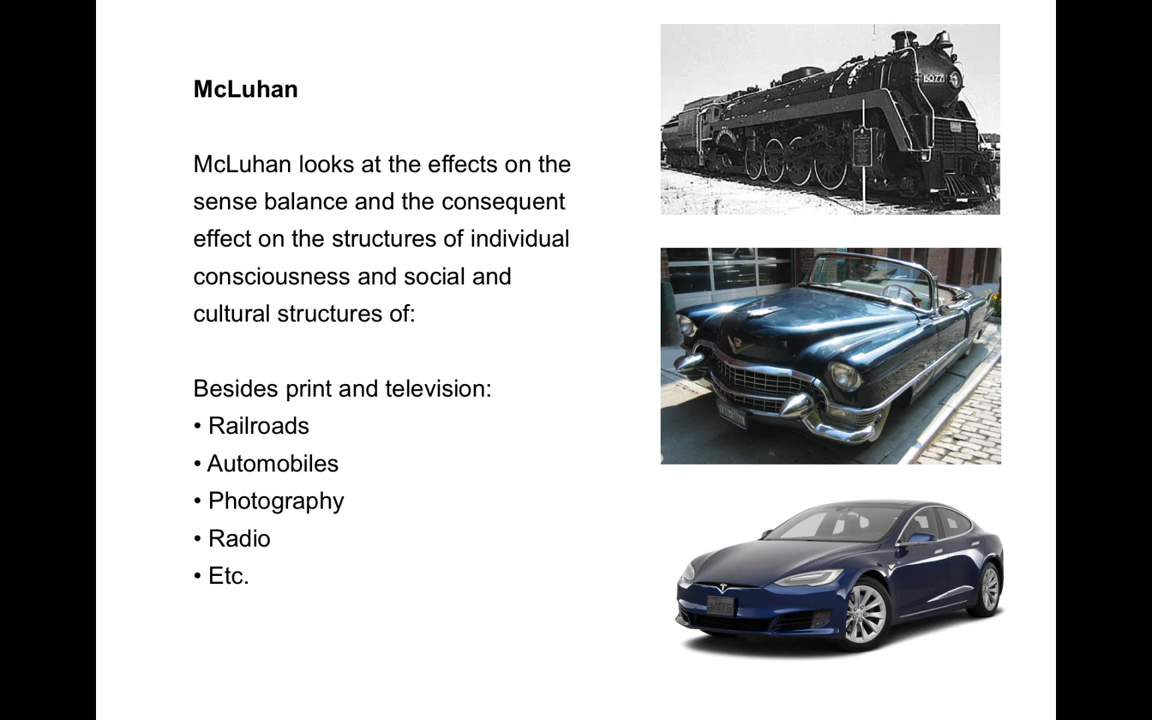 McLuhan
McLuhan looks at the effects on the
sense balance and the consequent
effect on the structures of individual
consciousness and social and
cultural structures of:
Besides print and television:
• Railroads
• Automobiles
• Photography
• Radio
• Etc.
6077